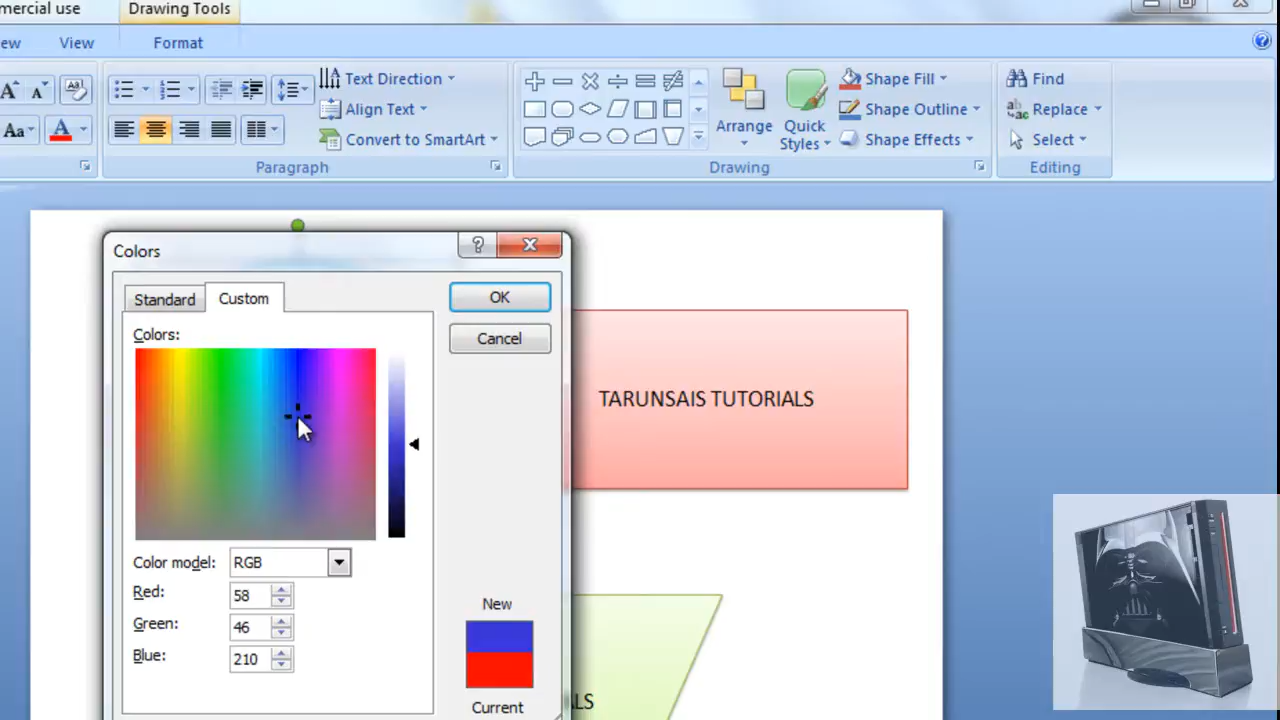 mercial use
Drawing Tools
ew
View
Format
A
A
Aa
A
Text Direction
Align Text
Convert to SmartArt
Paragraph
Arrange
Quick
Styles
Shape Fill
Shape Outline
Shape Effects
Drawing
Find
Replace
Select
Editing
Colors
?
Standard
Custom
OK
Cancel
Colors:
Color model:
RGB
Red:
58
Green:
46
Blue:
210
New
Current
TARUNSAIS TUTORIALS
ALS